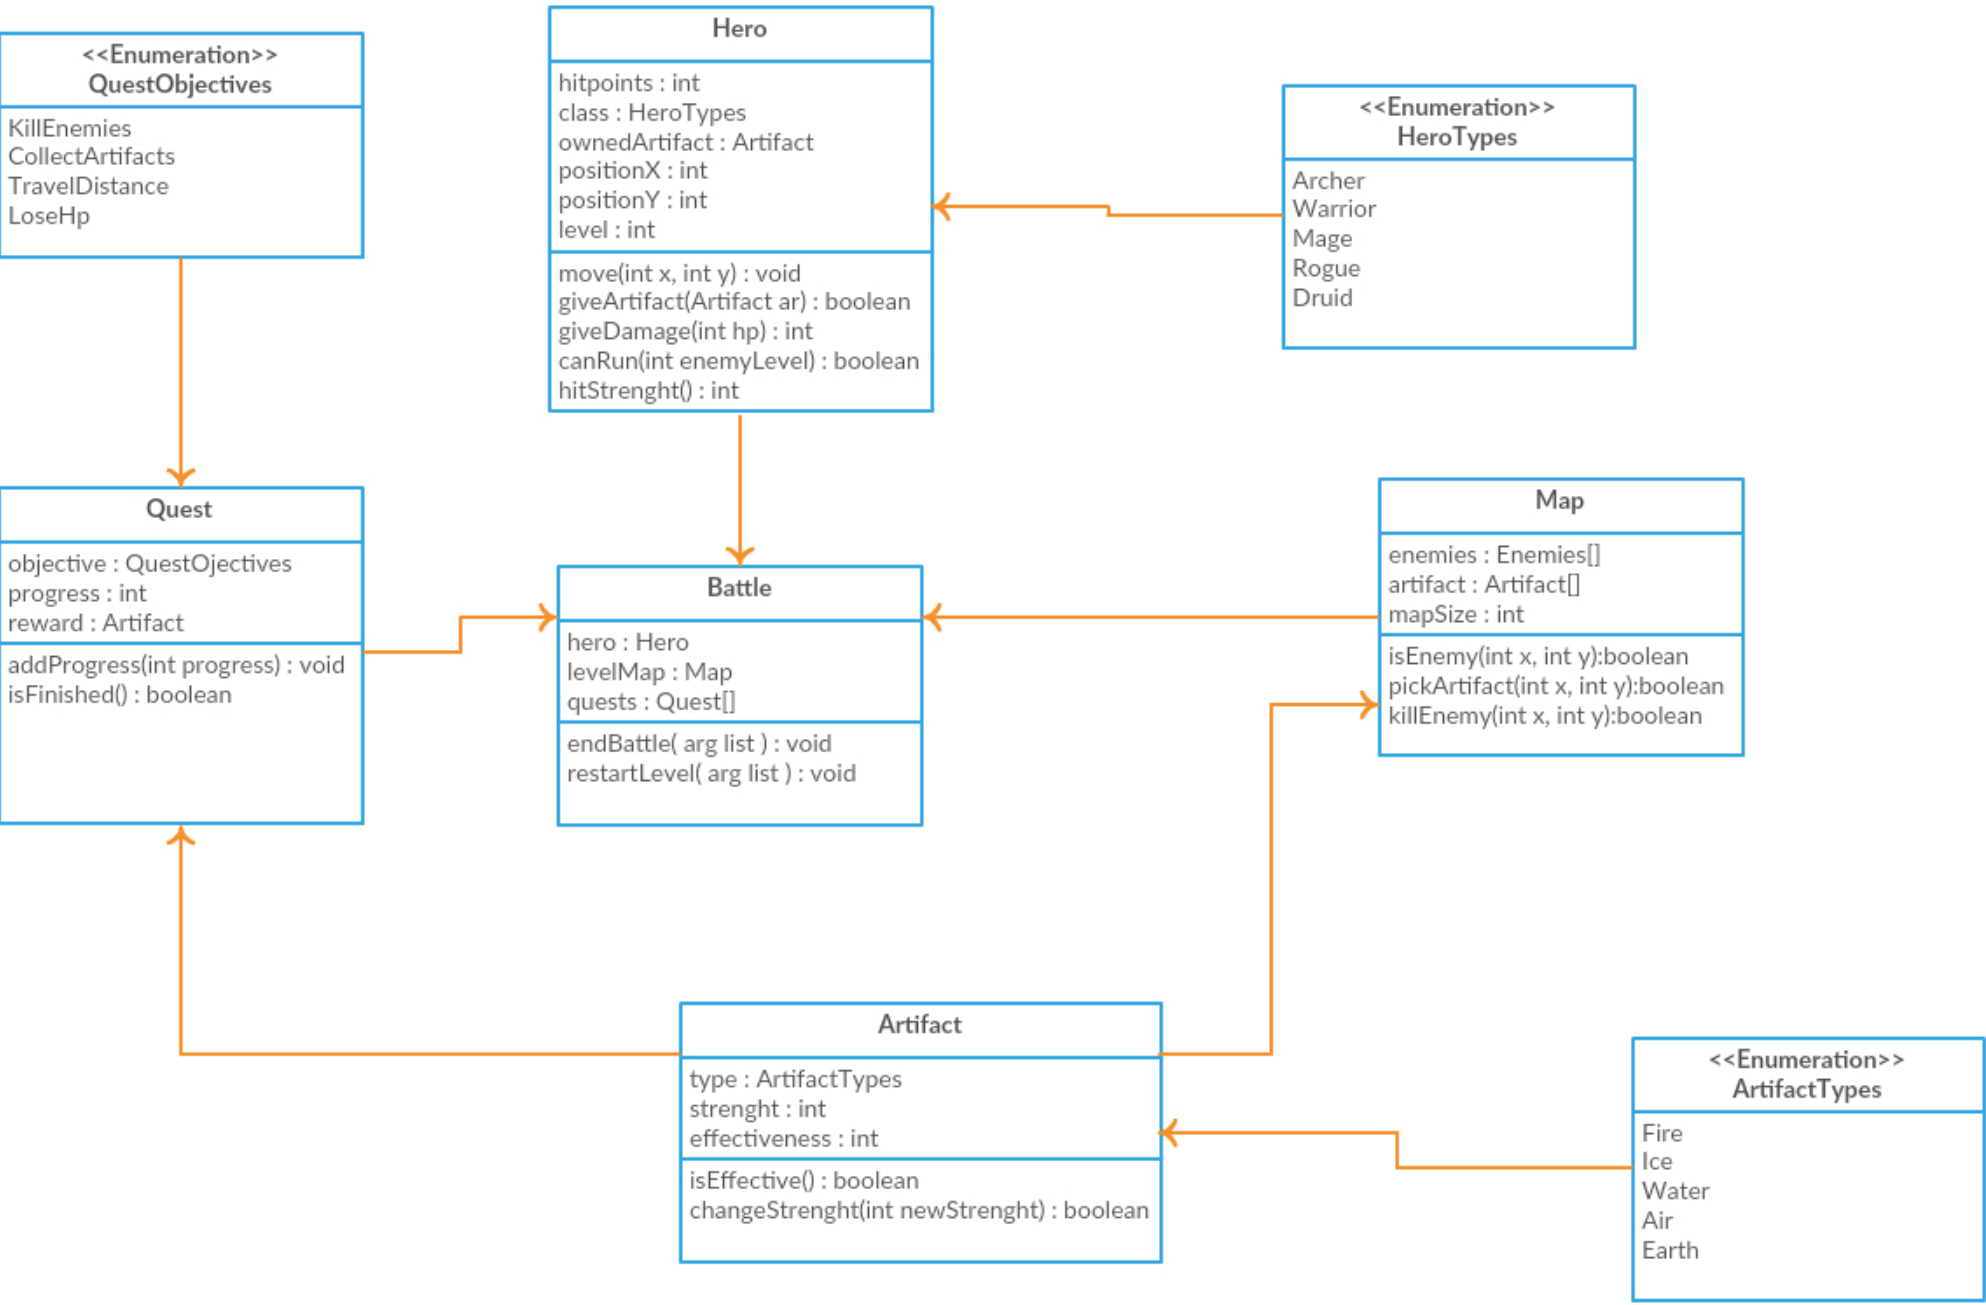 <<Enumeration>>
QuestObjectives
KillEnemies
CollectArtifacts
TravelDistance
LoseHp
Hero
hitpoints : int
class : HeroTypes
ownedArtifact : Artifact
positionX : int
positionY : int
level : int
move(int x, int y) : void
giveArtifact(Artifact ar) : boolean
giveDamage(int hp) : int
canRun(int enemyLevel) : boolean
hitStrenght() : int
<<Enumeration>>
HeroTypes
Archer
Warrior
Mage
Rogue
Druid
Quest
objective : QuestOjectives
progress : int
reward : Artifact
addProgress(int progress) : void
isFinished() : boolean
Battle
hero : Hero
levelMap : Map
quests : Quest[]
endBattle( arg list ) : void
restartLevel( arg list ) : void
Map
enemies : Enemies[]
artifact : Artifact[]
mapSize : int
isEnemy(int x, int y):boolean
pickArtifact(int x, int y):boolean
killEnemy(int x, int y):boolean
Artifact
type : ArtifactTypes
strenght : int
effectiveness : int
isEffective() : boolean
changeStrenght(int newStrenght) : boolean
<<Enumeration>>
ArtifactTypes
Fire
Ice
Water
Air
Earth